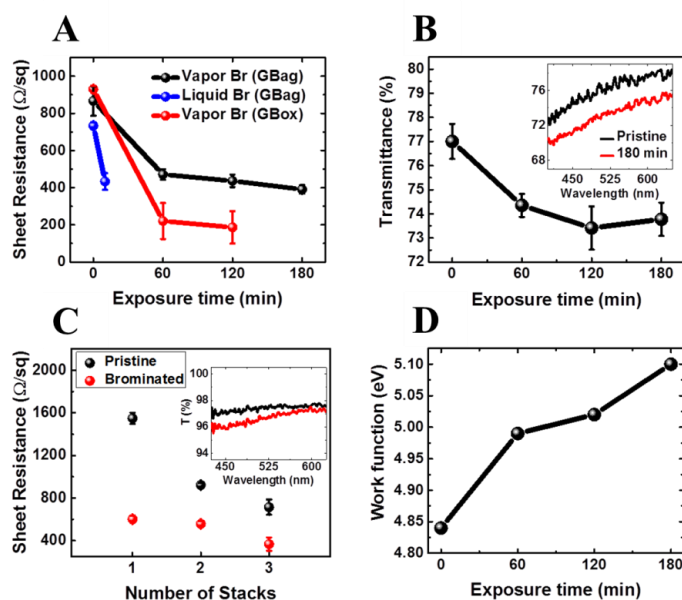 A
Sheet Resistance (Ω/sq)
1000
800
600
400
200
0
Vapor Br (GBag)
Liquid Br (GBag)
Vapor Br (GBox)
0 60 120 180
Exposure time (min)
B
Transmittance (%)
80
79
78
77
76
75
74
73
72
76
72
68
Pristine
180 min
450 525 600
Wavelength (nm)
0 60 120 180
Exposure time (min)
C
Sheet Resistance (Ω/sq)
2000
1600
1200
800
400
Pristine
Brominated
T (%)
100
98
96
94
92
450 525 600
Wavelength (nm)
1 2 3
Number of Stacks
D
Work function (eV)
5.10
5.05
5.00
4.95
4.90
4.85
4.80
0 60 120 180
Exposure time (min)